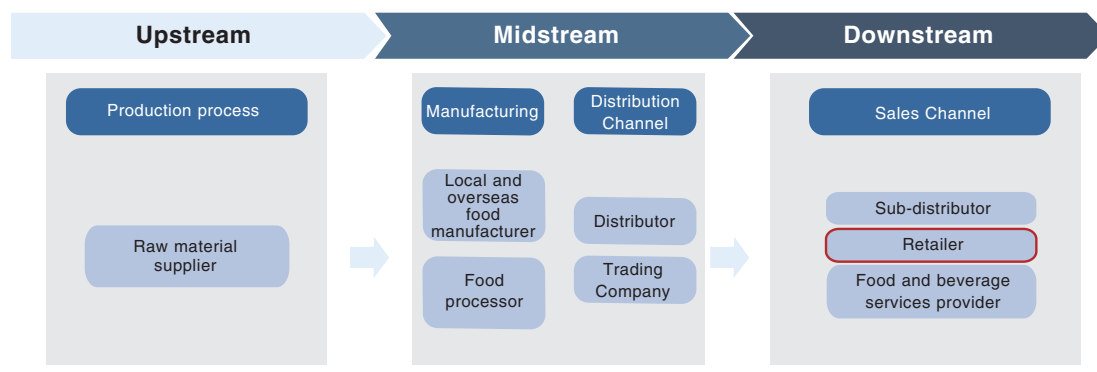 Upstream
Midstream
Downstream
Production process
Raw material
supplier
Manufacturing
Local and
overseas
food
manufacturer
Food
processor
Distribution
Channel
Distributor
Trading
Company
Sales Channel
Sub-distributor
Retailer
Food and beverage
services provider